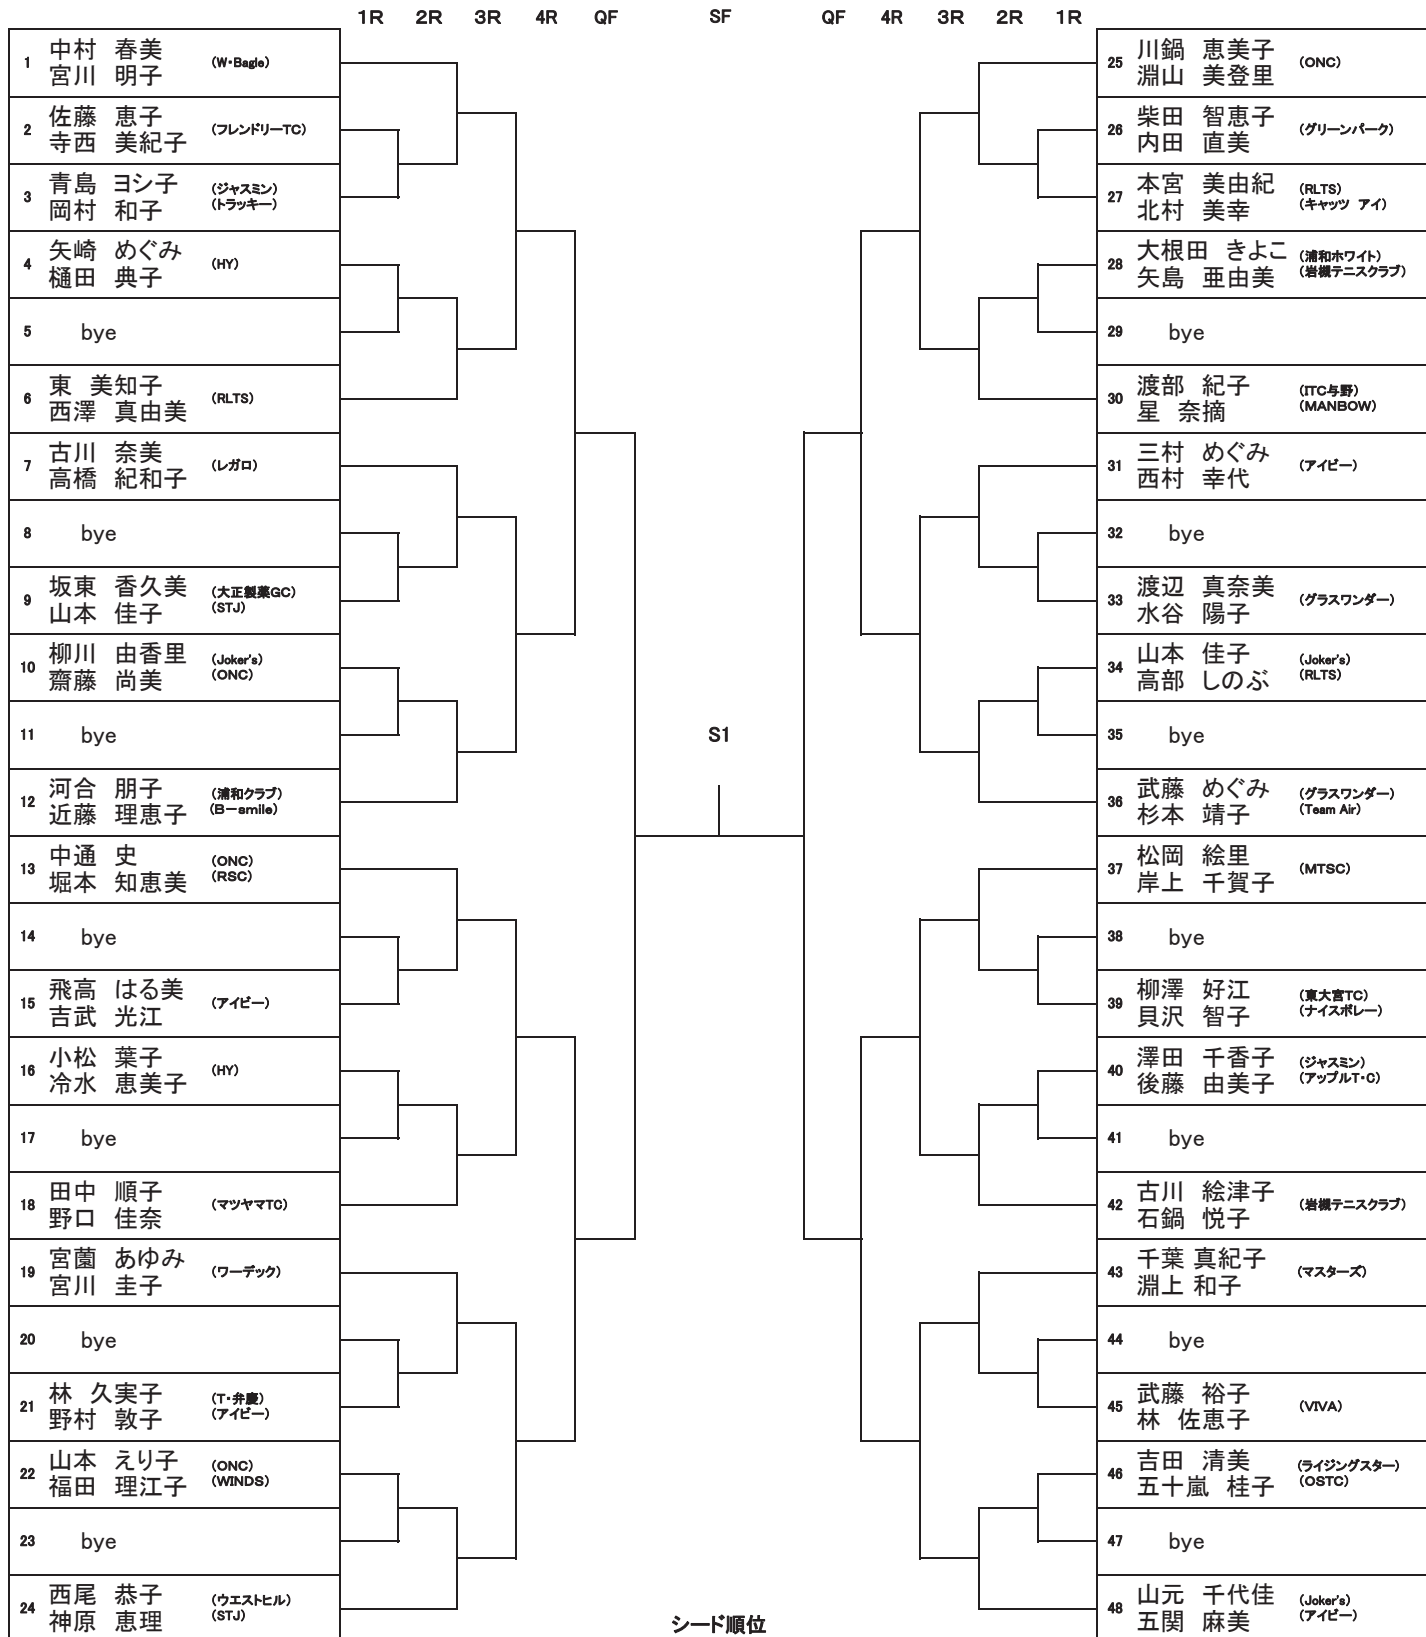 1R 2R 3R 4R QF SF QF 4R 3R 2R 1R
1 中村 春美 (W・Bagle)
宮川 明子
2 佐藤 恵子 (フレンドリーTC)
寺西 美紀子
3 青島 ヨシ子 (ジャスミン)
岡村 和子 (トラッキー)
4 矢崎 めぐみ (HY)
樋田 典子
5 bye
6 東 美知子 (RLTS)
西澤 真由美
7 古川 奈美 (レガロ)
高橋 紀和子
8 bye
9 坂東 香久美 (大正製薬GC)
山本 佳子 (STJ)
10 柳川 由香里 (Joker's)
齋藤 尚美 (ONC)
11 bye
12 河合 朋子 (浦和クラブ)
近藤 理恵子 (B－smile)
13 中通 史 (ONC)
堀本 知恵美 (RSC)
14 bye
15 飛高 はる美 (アイビー)
吉武 光江
16 小松 葉子 (HY)
冷水 恵美子
17 bye
18 田中 順子 (マツヤマTC)
野口 佳奈
19 宮薗 あゆみ (ワーデック)
宮川 圭子
20 bye
21 林 久実子 (T・弁慶)
野村 敦子 (アイビー)
22 山本 えり子 (ONC)
福田 理江子 (WINDS)
23 bye
24 西尾 恭子 (ウエストヒル)
神原 恵理 (STJ)
S1
シード順位
25 川鍋 恵美子 (ONC)
淵山 美登里
26 柴田 智恵子 (グリーンパーク)
内田 直美
27 本宮 美由紀 (RLTS)
北村 美幸 (キャッツ アイ)
28 大根田 きよこ (浦和ホワイト)
矢島 亜由美 (岩槻テニスクラブ)
29 bye
30 渡部 紀子 (ITC与野)
星 奈摘 (MANBOW)
31 三村 めぐみ (アイビー)
西村 幸代
32 bye
33 渡辺 真奈美 (グラスワンダー)
水谷 陽子
34 山本 佳子 (Joker's)
高部 しのぶ (RLTS)
35 bye
36 武藤 めぐみ (グラスワンダー)
杉本 靖子 (Team Air)
37 松岡 絵里 (MTSC)
岸上 千賀子
38 bye
39 柳澤 好江 (東大宮TC)
貝沢 智子 (ナイスボレー)
40 澤田 千香子 (ジャスミン)
後藤 由美子 (アップルT・C)
41 bye
42 古川 絵津子 (岩槻テニスクラブ)
石鍋 悦子
43 千葉 真紀子 (マスターズ)
淵上 和子
44 bye
45 武藤 裕子 (VIVA)
林 佐恵子
46 吉田 清美 (ライジングスター)
五十嵐 桂子 (OSTC)
47 bye
48 山元 千代佳 (Joker's)
五関 麻美 (アイビー)